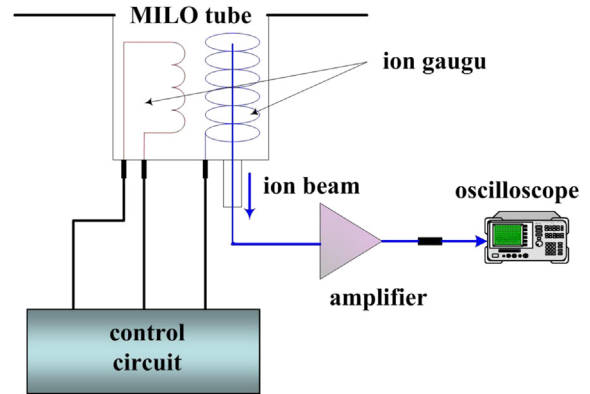 MILO tube
ion gaugu
ion beam
oscilloscope
amplifier
control
circuit